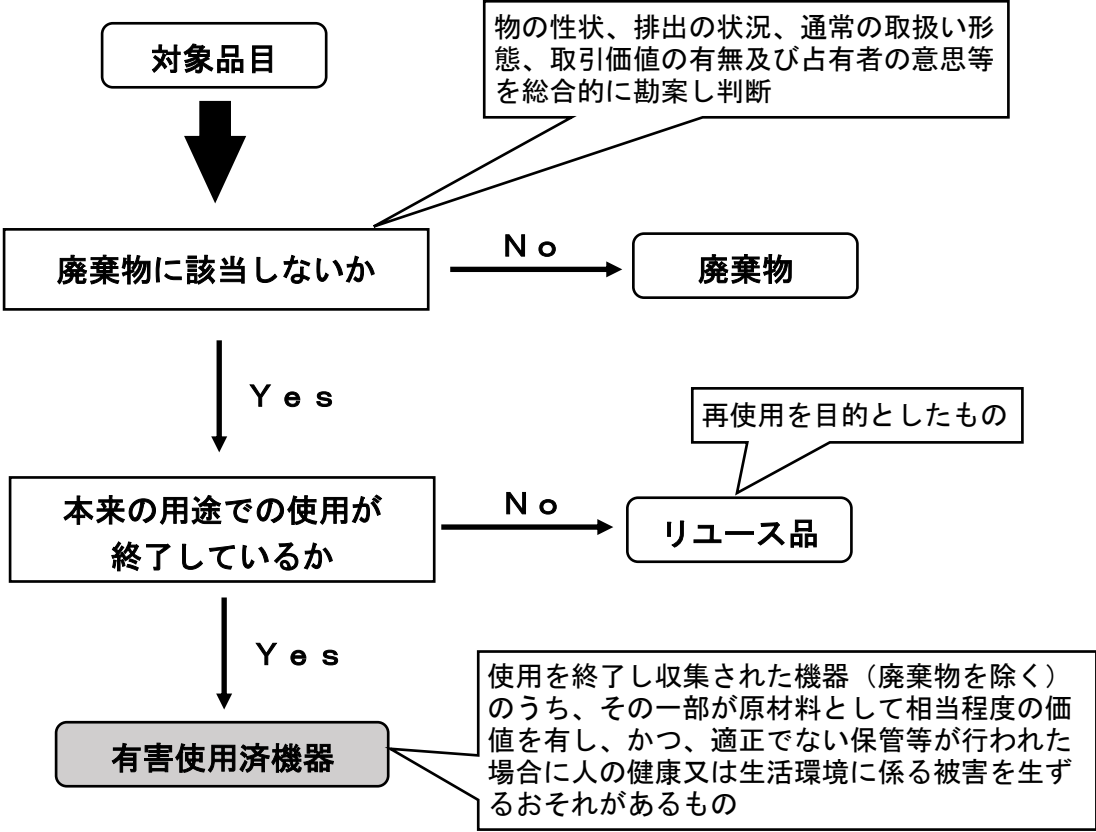 対象品目
物の性状、排出の状況、通常の取扱い形
態、取引価値の有無及び占有者の意思等
を総合的に勘案し判断
廃棄物に該当しないか
Ｎｏ
廃棄物
Ｙｅｓ
再使用を目的としたもの
本来の用途での使用が
終了しているか
Ｎｏ
リユース品
Ｙｅｓ
使用を終了し収集された機器（廃棄物を除く）
のうち、その一部が原材料として相当程度の価
値を有し、かつ、適正でない保管等が行われた
場合に人の健康又は生活環境に係る被害を生ず
るおそれがあるもの
有害使用済機器